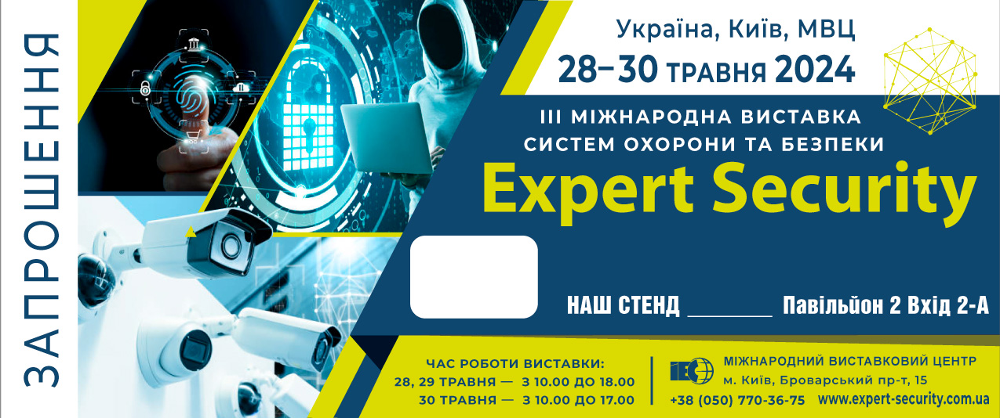 ЗАПРОШЕННЯ
Україна, Київ, МВЦ
28–30 ТРАВНЯ 2024
III МІЖНАРОДНА ВИСТАВКА
СИСТЕМ ОХОРОНИ ТА БЕЗПЕКИ
Expert Security
НАШ СТЕНД ________ Павільйон 2 Вхід 2-А
ЧАС РОБОТИ ВИСТАВКИ:
28, 29 ТРАВНЯ — З 10.00 ДО 18.00
30 ТРАВНЯ — З 10.00 ДО 17.00
IEC
МІЖНАРОДНИЙ ВИСТАВКОВИЙ ЦЕНТР
м. Київ, Броварський пр-т, 15
+38 (050) 770-36-75 www.expert-security.com.ua